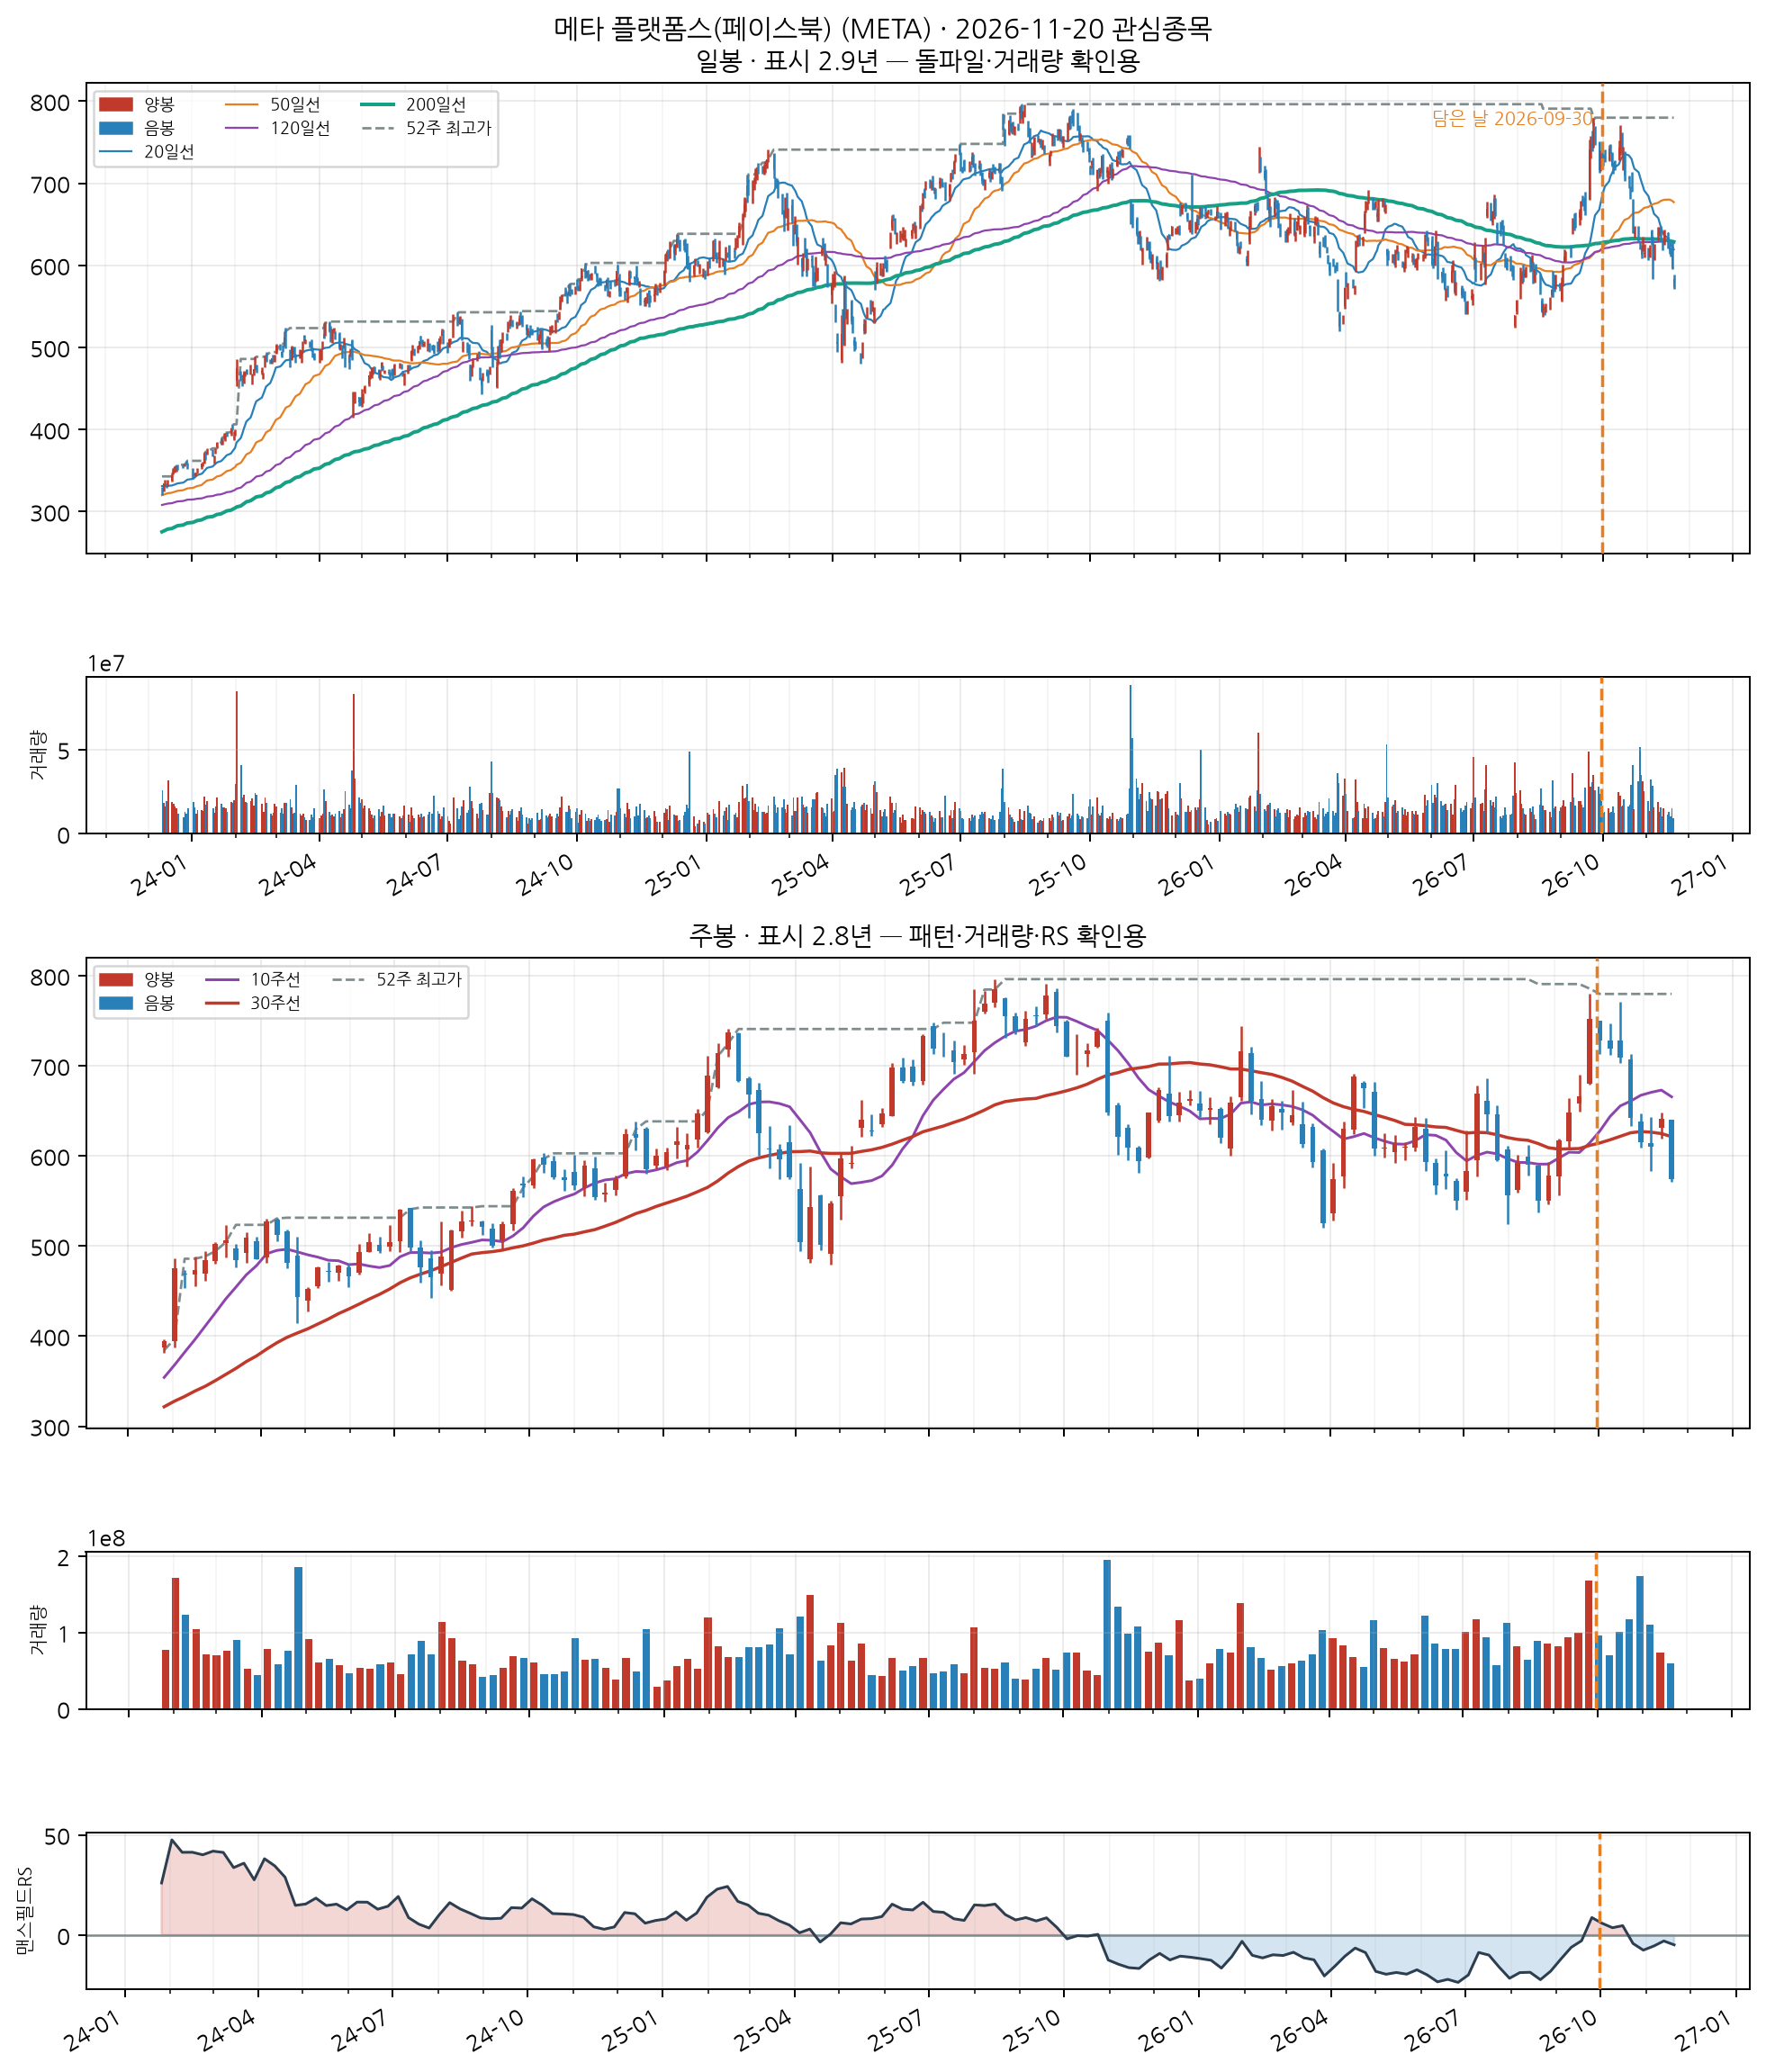 메타 플랫폼스(페이스북) (META) · 2026-11-20 관심종목
일봉 · 표시 2.9년 — 돌파일·거래량 확인용
양봉
음봉
20일선
50일선
120일선
200일선
52주 최고가
담은 날 2026-09-30
800
700
600
500
400
300
1e7
거래량
5
0
24-01
24-04
24-07
24-10
25-01
25-04
25-07
25-10
26-01
26-04
26-07
26-10
27-01
주봉 · 표시 2.8년 — 패턴·거래량·RS 확인용
양봉
음봉
10주선
30주선
52주 최고가
800
700
600
500
400
300
1e8
거래량
2
1
0
맨스필드RS
50
0
24-01
24-04
24-07
24-10
25-01
25-04
25-07
25-10
26-01
26-04
26-07
26-10
27-01